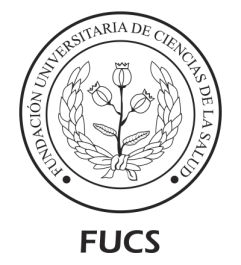 FUNDACIÓN UNIVERSITARIA DE CIENCIAS DE LA SALUD
FUCS